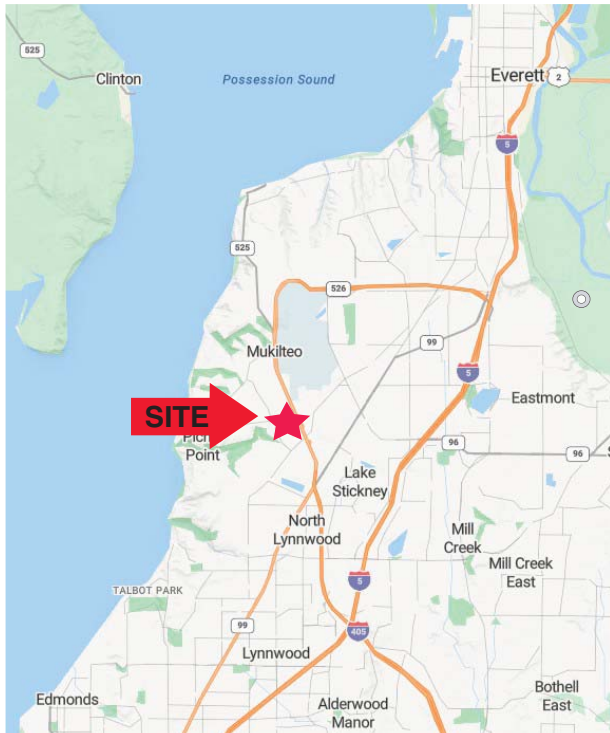 525
Clinton
Possession Sound
Everett
2
5
525
526
Mukilteo
99
5
Eastmont
SITE
Point
96
96
Lake
Stickney
North
Lynnwood
Mill
Creek
Mill Creek
East
5
TALBOT PARK
99
405
Lynnwood
Edmonds
Alderwood
Manor
Bothell
East